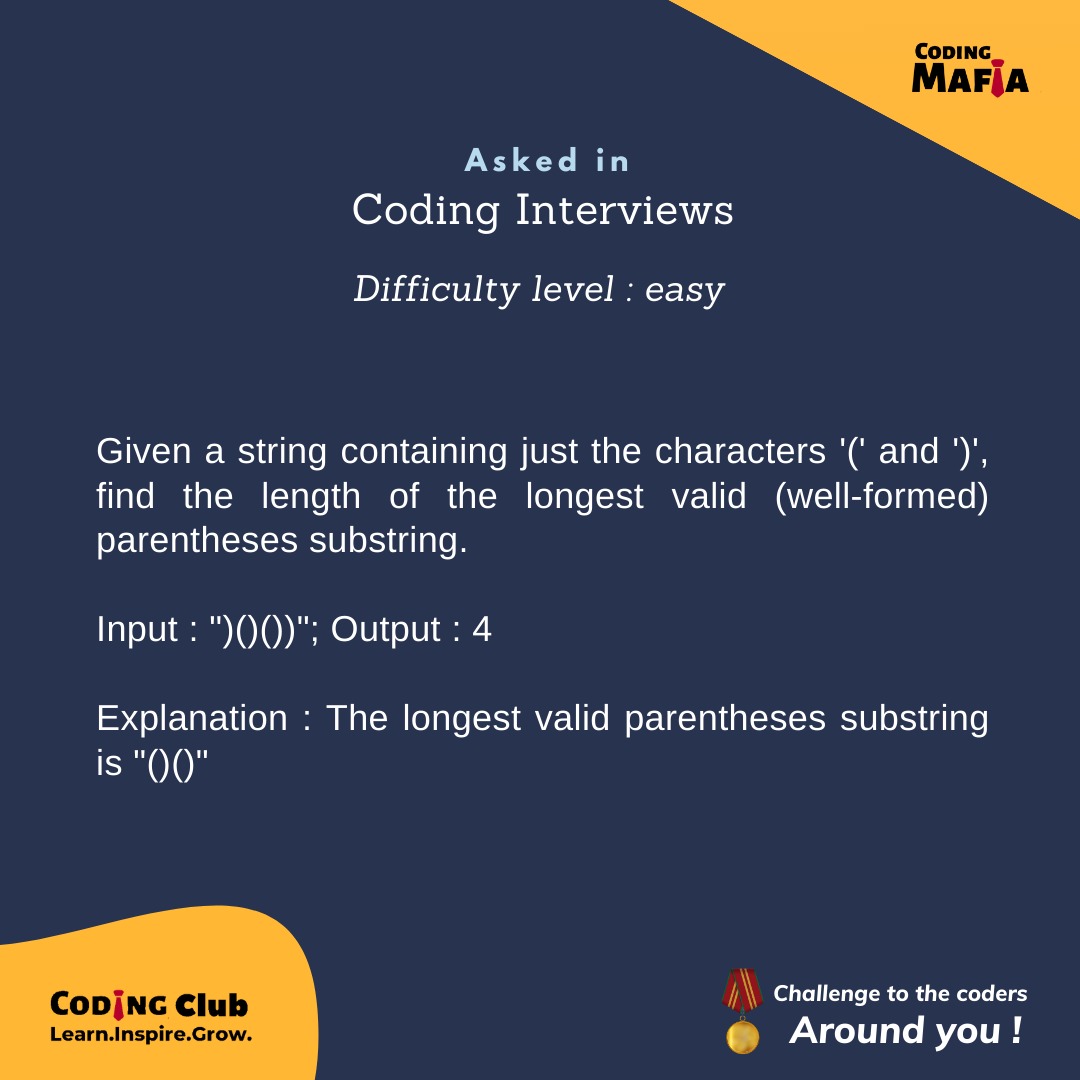 CODING
MAFIA
Asked in
Coding Interviews
Difficulty level : easy
Given a string containing just the characters '(' and ')',
find the length of the longest valid (well-formed)
parentheses substring.
Input : ")()())"; Output : 4
Explanation : The longest valid parentheses substring
is "()()"
CODING Club
Learn.Inspire.Grow.
Challenge to the coders
Around you !